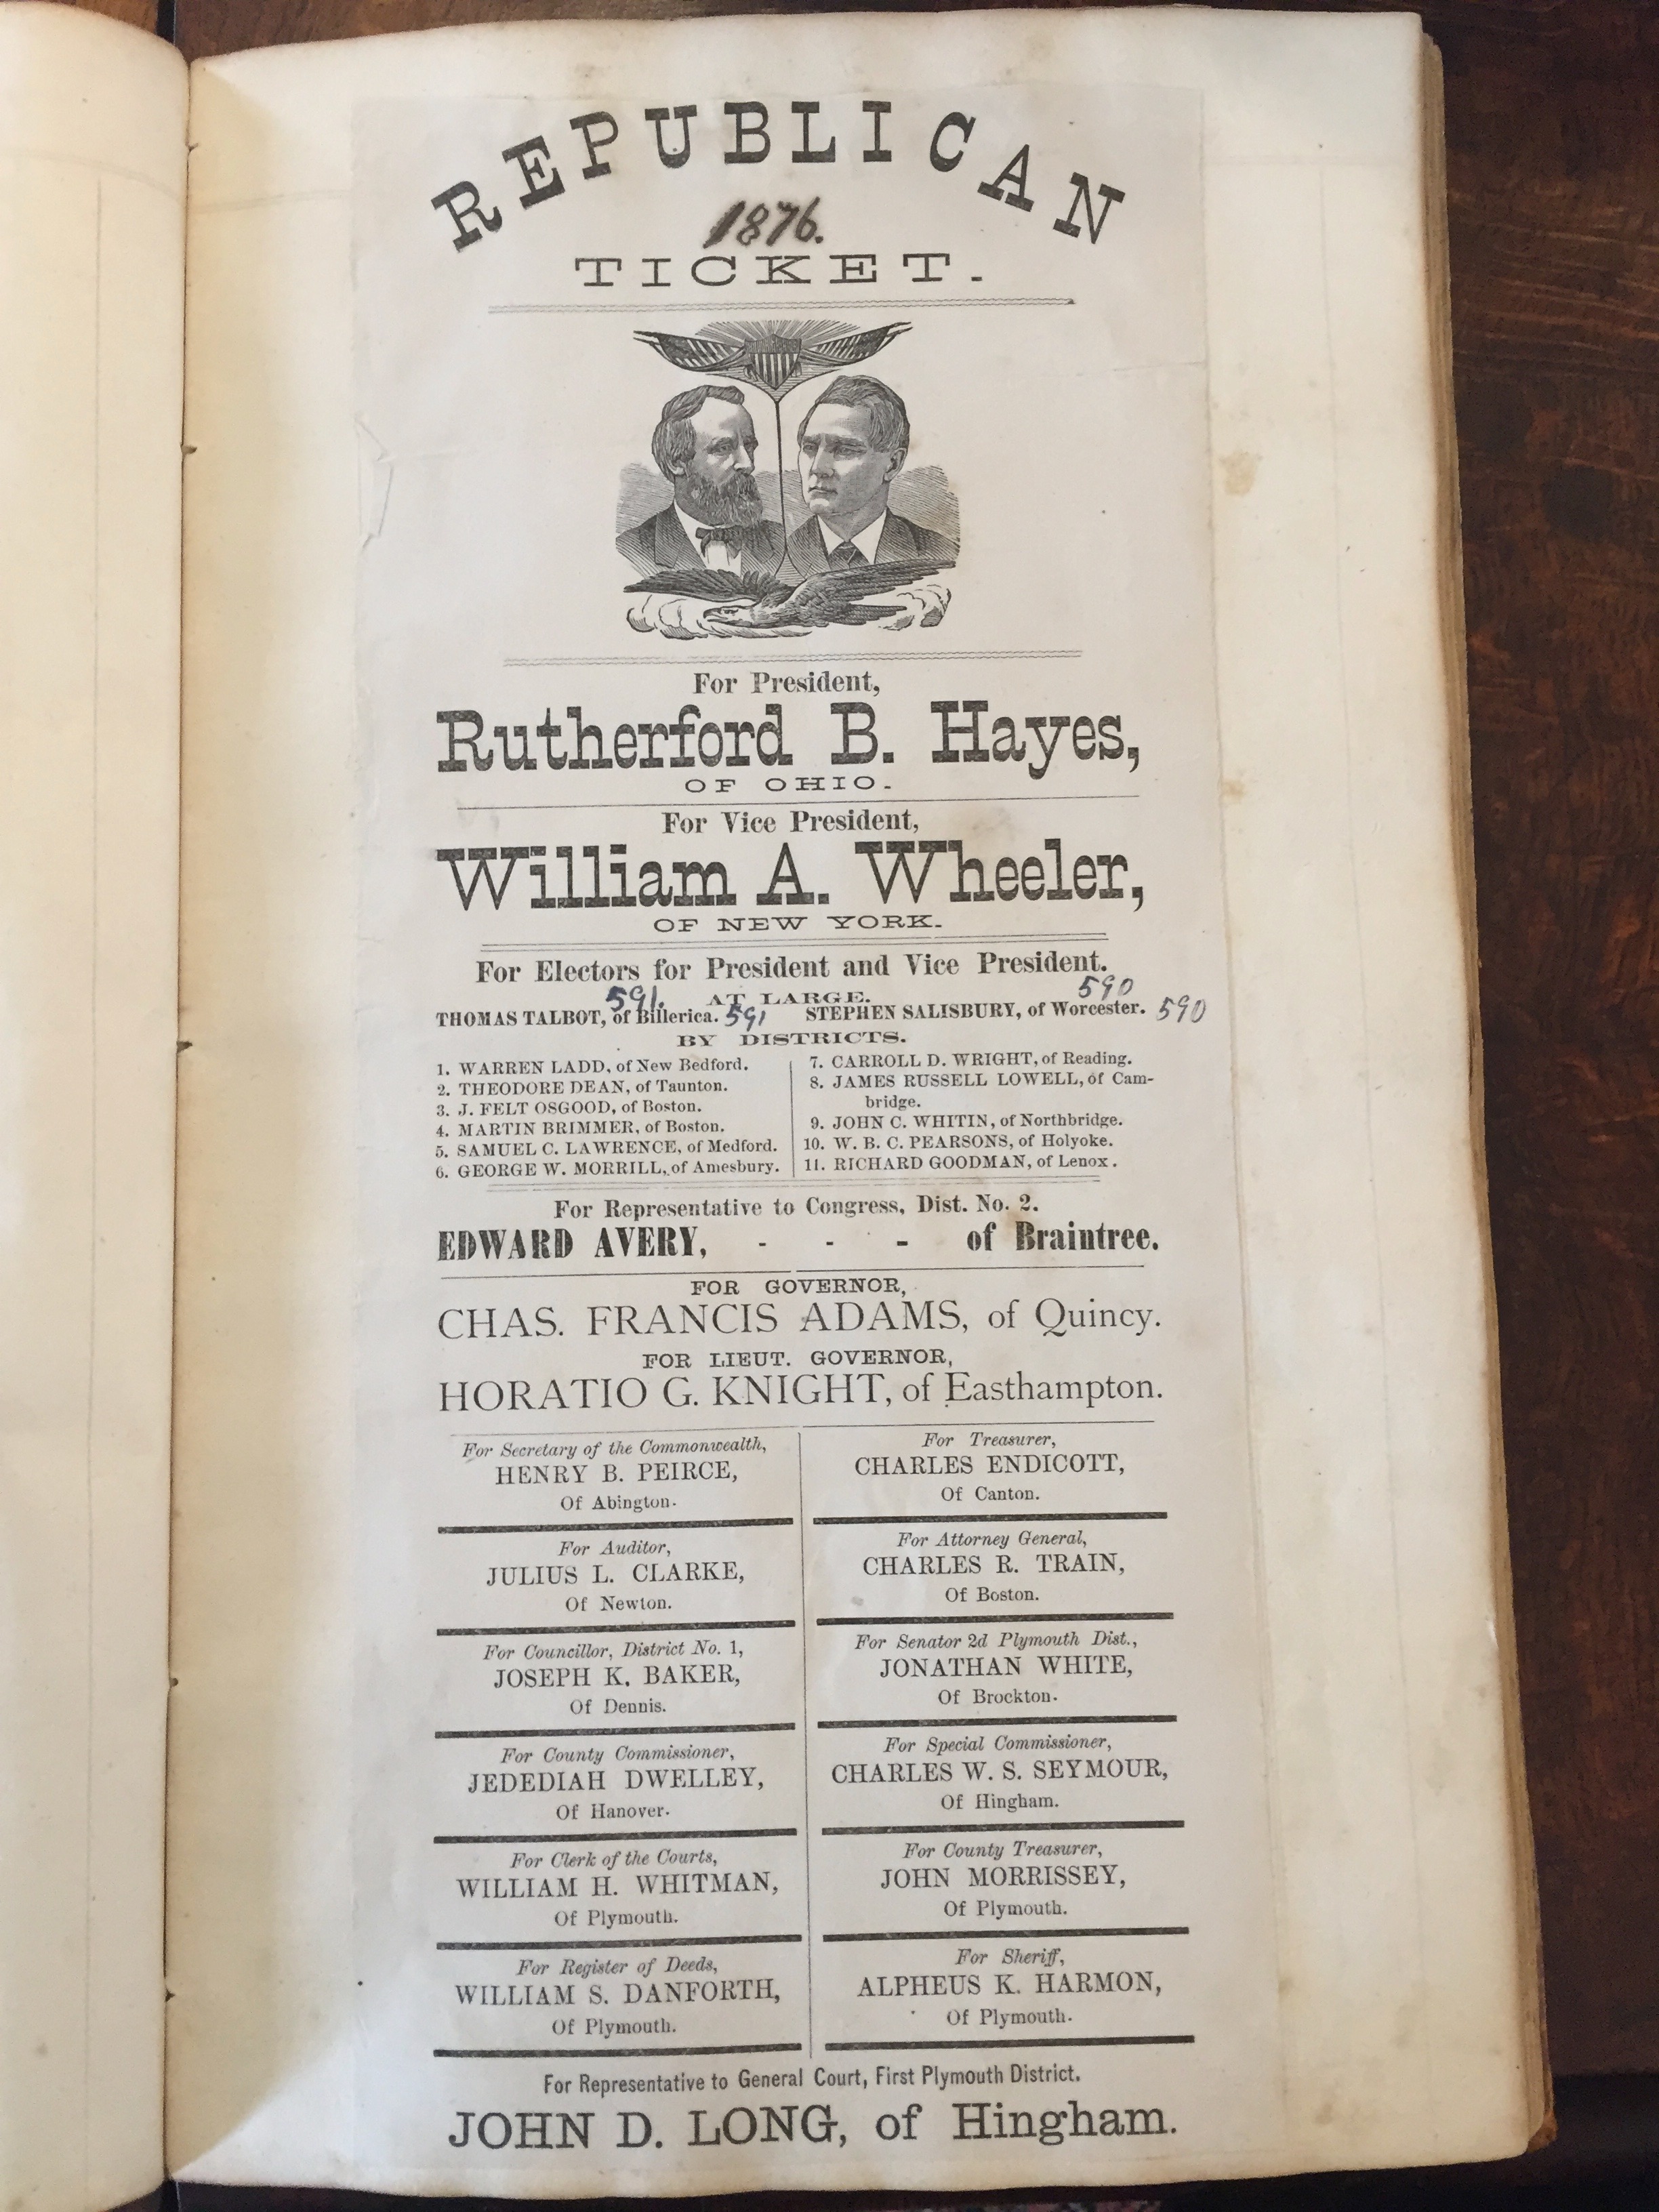 REPUBLICAN
1876.
TICKET.
For President,
Rutherford B. Hayes,
OF OHIO.
For Vice President,
William A. Wheeler,
OF NEW YORK.
For Electors for President and Vice President.
591. AT LARGE. 590
THOMAS TALBOT, of Billerica. 591 STEPHEN SALISBURY, of Worcester. 590
BY DISTRICTS.
1. WARREN LADD, of New Bedford.
2. THEODORE DEAN, of Taunton.
3. J. FELT OSGOOD, of Boston.
4. MARTIN BRIMMER, of Boston.
5. SAMUEL C. LAWRENCE, of Medford.
6. GEORGE W. MORRILL, of Amesbury.
7. CARROLL D. WRIGHT, of Reading.
8. JAMES RUSSELL LOWELL, of Cam-
bridge.
9. JOHN C. WHITIN, of Northbridge.
10. W. B. C. PEARSONS, of Holyoke.
11. RICHARD GOODMAN, of Lenox.
For Representative to Congress, Dist. No. 2.
EDWARD AVERY, - - - of Braintree.
FOR GOVERNOR,
CHAS. FRANCIS ADAMS, of Quincy.
FOR LIEUT. GOVERNOR,
HORATIO G. KNIGHT, of Easthampton.
For Secretary of the Commonwealth,
HENRY B. PEIRCE,
Of Abington.
For Treasurer,
CHARLES ENDICOTT,
Of Canton.
For Auditor,
JULIUS L. CLARKE,
Of Newton.
For Attorney General,
CHARLES R. TRAIN,
Of Boston.
For Councillor, District No. 1,
JOSEPH K. BAKER,
Of Dennis.
For Senator 2d Plymouth Dist.,
JONATHAN WHITE,
Of Brockton.
For County Commissioner,
JEDEDIAH DWELLEY,
Of Hanover.
For Special Commissioner,
CHARLES W. S. SEYMOUR,
Of Hingham.
For Clerk of the Courts,
WILLIAM H. WHITMAN,
Of Plymouth.
For County Treasurer,
JOHN MORRISSEY,
Of Plymouth.
For Register of Deeds,
WILLIAM S. DANFORTH,
Of Plymouth.
For Sheriff,
ALPHEUS K. HARMON,
Of Plymouth.
For Representative to General Court, First Plymouth District.
JOHN D. LONG, of Hingham.